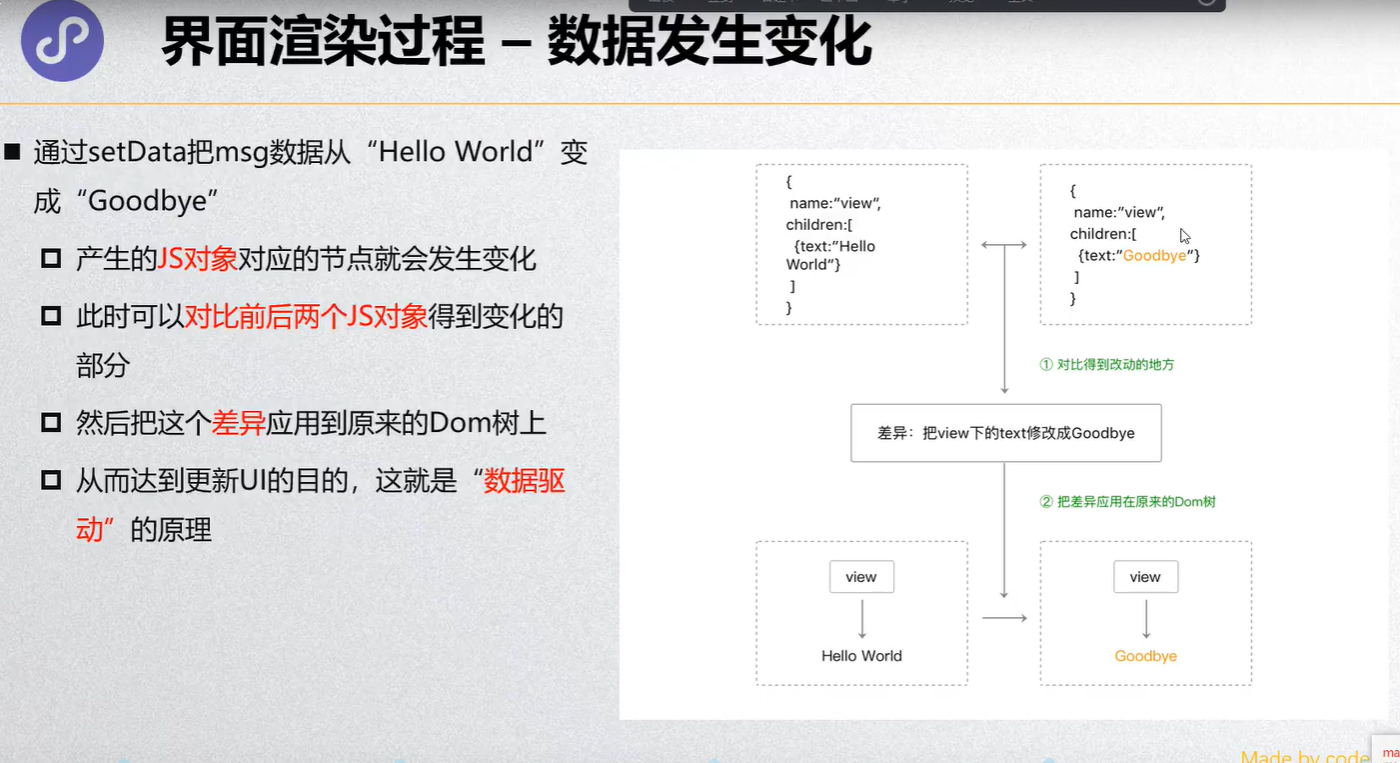 界面渲染过程 – 数据发生变化
通过setData把msg数据从“Hello World”变
成“Goodbye”
产生的JS对象对应的节点就会发生变化
此时可以对比前后两个JS对象得到变化的
部分
然后把这个差异应用到原来的Dom树上
从而达到更新UI的目的，这就是“数据驱
动”的原理
{
name:“view”,
children:[
{text:“Hello
World”}
]
}
{
name:“view”,
children:[
{text:“Goodbye”}
]
}
① 对比得到改动的地方
差异：把view下的text修改成Goodbye
② 把差异应用在原来的Dom树
view
Hello World
view
Goodbye
Made by code
ma